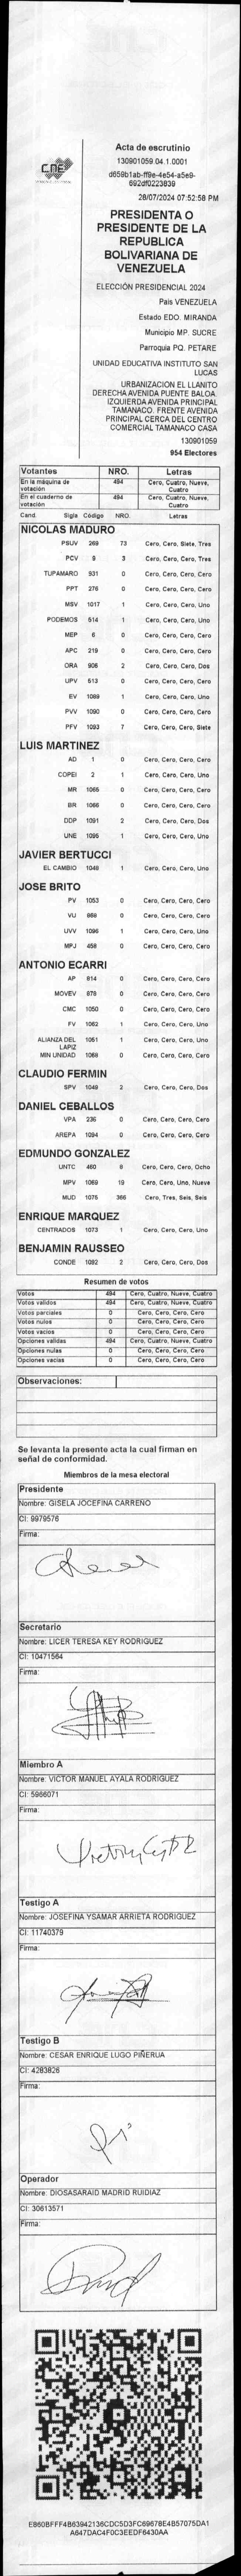 CNE
Acta de escrutinio
130901059.04.1.0001
d659b1ab-ff9e-4e54-a5e9-
692df0223839
28/07/2024 07:52:58 PM
PRESIDENTA O
PRESIDENTE DE LA
REPUBLICA
BOLIVARIANA DE
VENEZUELA
ELECCIÓN PRESIDENCIAL 2024
Pais VENEZUELA
Estado EDO. MIRANDA
Municipio MP. SUCRE
Parroquia PQ. PETARE
UNIDAD EDUCATIVA INSTITUTO SAN
LUCAS
URBANIZACION EL LLANITO
DERECHA AVENIDA PUENTE BALOA.
IZQUIERDA AVENIDA PRINCIPAL
TAMANACO. FRENTE AVENIDA
PRINCIPAL CERCA DEL CENTRO
COMERCIAL TAMANACO CASA
130901059
954 Electores
Votantes NRO. Letras
En la máquina de votación 494 Cero, Cuatro, Nueve, Cuatro
En el cuaderno de votación 494 Cero, Cuatro, Nueve, Cuatro
Cand. Sigla Código NRO. Letras
NICOLAS MADURO
PSUV 269 73 Cero, Cero, Siete, Tres
PCV 9 3 Cero, Cero, Cero, Tres
TUPAMARO 931 0 Cero, Cero, Cero, Cero
PPT 276 0 Cero, Cero, Cero, Cero
MSV 1017 1 Cero, Cero, Cero, Uno
PODEMOS 514 1 Cero, Cero, Cero, Uno
MEP 6 0 Cero, Cero, Cero, Cero
APC 219 0 Cero, Cero, Cero, Cero
ORA 906 2 Cero, Cero, Cero, Dos
UPV 513 0 Cero, Cero, Cero, Cero
EV 1089 1 Cero, Cero, Cero, Uno
PVV 1090 0 Cero, Cero, Cero, Cero
PFV 1093 7 Cero, Cero, Cero, Siete
LUIS MARTINEZ
AD 1 0 Cero, Cero, Cero, Cero
COPEI 2 1 Cero, Cero, Cero, Uno
MR 1065 0 Cero, Cero, Cero, Cero
BR 1066 0 Cero, Cero, Cero, Cero
DDP 1091 2 Cero, Cero, Cero, Dos
UNE 1095 1 Cero, Cero, Cero, Uno
JAVIER BERTUCCI
EL CAMBIO 1048 1 Cero, Cero, Cero, Uno
JOSE BRITO
PV 1053 0 Cero, Cero, Cero, Cero
VU 969 0 Cero, Cero, Cero, Cero
UVV 1096 1 Cero, Cero, Cero, Uno
MPJ 458 0 Cero, Cero, Cero, Cero
ANTONIO ECARRI
AP 814 0 Cero, Cero, Cero, Cero
MOVEV 979 0 Cero, Cero, Cero, Cero
CMC 1050 0 Cero, Cero, Cero, Cero
FV 1062 1 Cero, Cero, Cero, Uno
ALIANZA DEL LAPIZ 1051 1 Cero, Cero, Cero, Uno
MIN UNIDAD 1068 0 Cero, Cero, Cero, Cero
CLAUDIO FERMIN
SPV 1049 2 Cero, Cero, Cero, Dos
DANIEL CEBALLOS
VPA 236 0 Cero, Cero, Cero, Cero
AREPA 1094 0 Cero, Cero, Cero, Cero
EDMUNDO GONZALEZ
UNTC 460 8 Cero, Cero, Cero, Ocho
MPV 1069 19 Cero, Cero, Uno, Nueve
MUD 1075 366 Cero, Tres, Seis, Seis
ENRIQUE MARQUEZ
CENTRADOS 1073 1 Cero, Cero, Cero, Uno
BENJAMIN RAUSSEO
CONDE 1092 2 Cero, Cero, Cero, Dos
Resumen de votos
Votos 494 Cero, Cuatro, Nueve, Cuatro
Votos validos 494 Cero, Cuatro, Nueve, Cuatro
Votos parciales 0 Cero, Cero, Cero, Cero
Votos nulos 0 Cero, Cero, Cero, Cero
Votos vacios 0 Cero, Cero, Cero, Cero
Opciones validas 494 Cero, Cuatro, Nueve, Cuatro
Opciones nulas 0 Cero, Cero, Cero, Cero
Opciones vacias 0 Cero, Cero, Cero, Cero
Observaciones:
Se levanta la presente acta la cual firman en
señal de conformidad.
Miembros de la mesa electoral
Presidente
Nombre: GISELA JOCEFINA CARREÑO
CI: 9979576
Firma:
Secretario
Nombre: LICER TERESA KEY RODRIGUEZ
CI: 10471564
Firma:
Miembro A
Nombre: VICTOR MANUEL AYALA RODRIGUEZ
CI: 5966071
Firma:
Testigo A
Nombre: JOSEFINA YSAMAR ARRIETA RODRIGUEZ
CI: 11740379
Firma:
Testigo B
Nombre: CESAR ENRIQUE LUGO PIÑERUA
CI: 4283826
Firma:
Operador
Nombre: DIOSASARAID MADRID RUIDIAZ
CI: 30613571
Firma:
E860BFFF4B63942136CDC5D3FC69678E4B57075DA1
A647DAC4F0C3EEDF6430AA